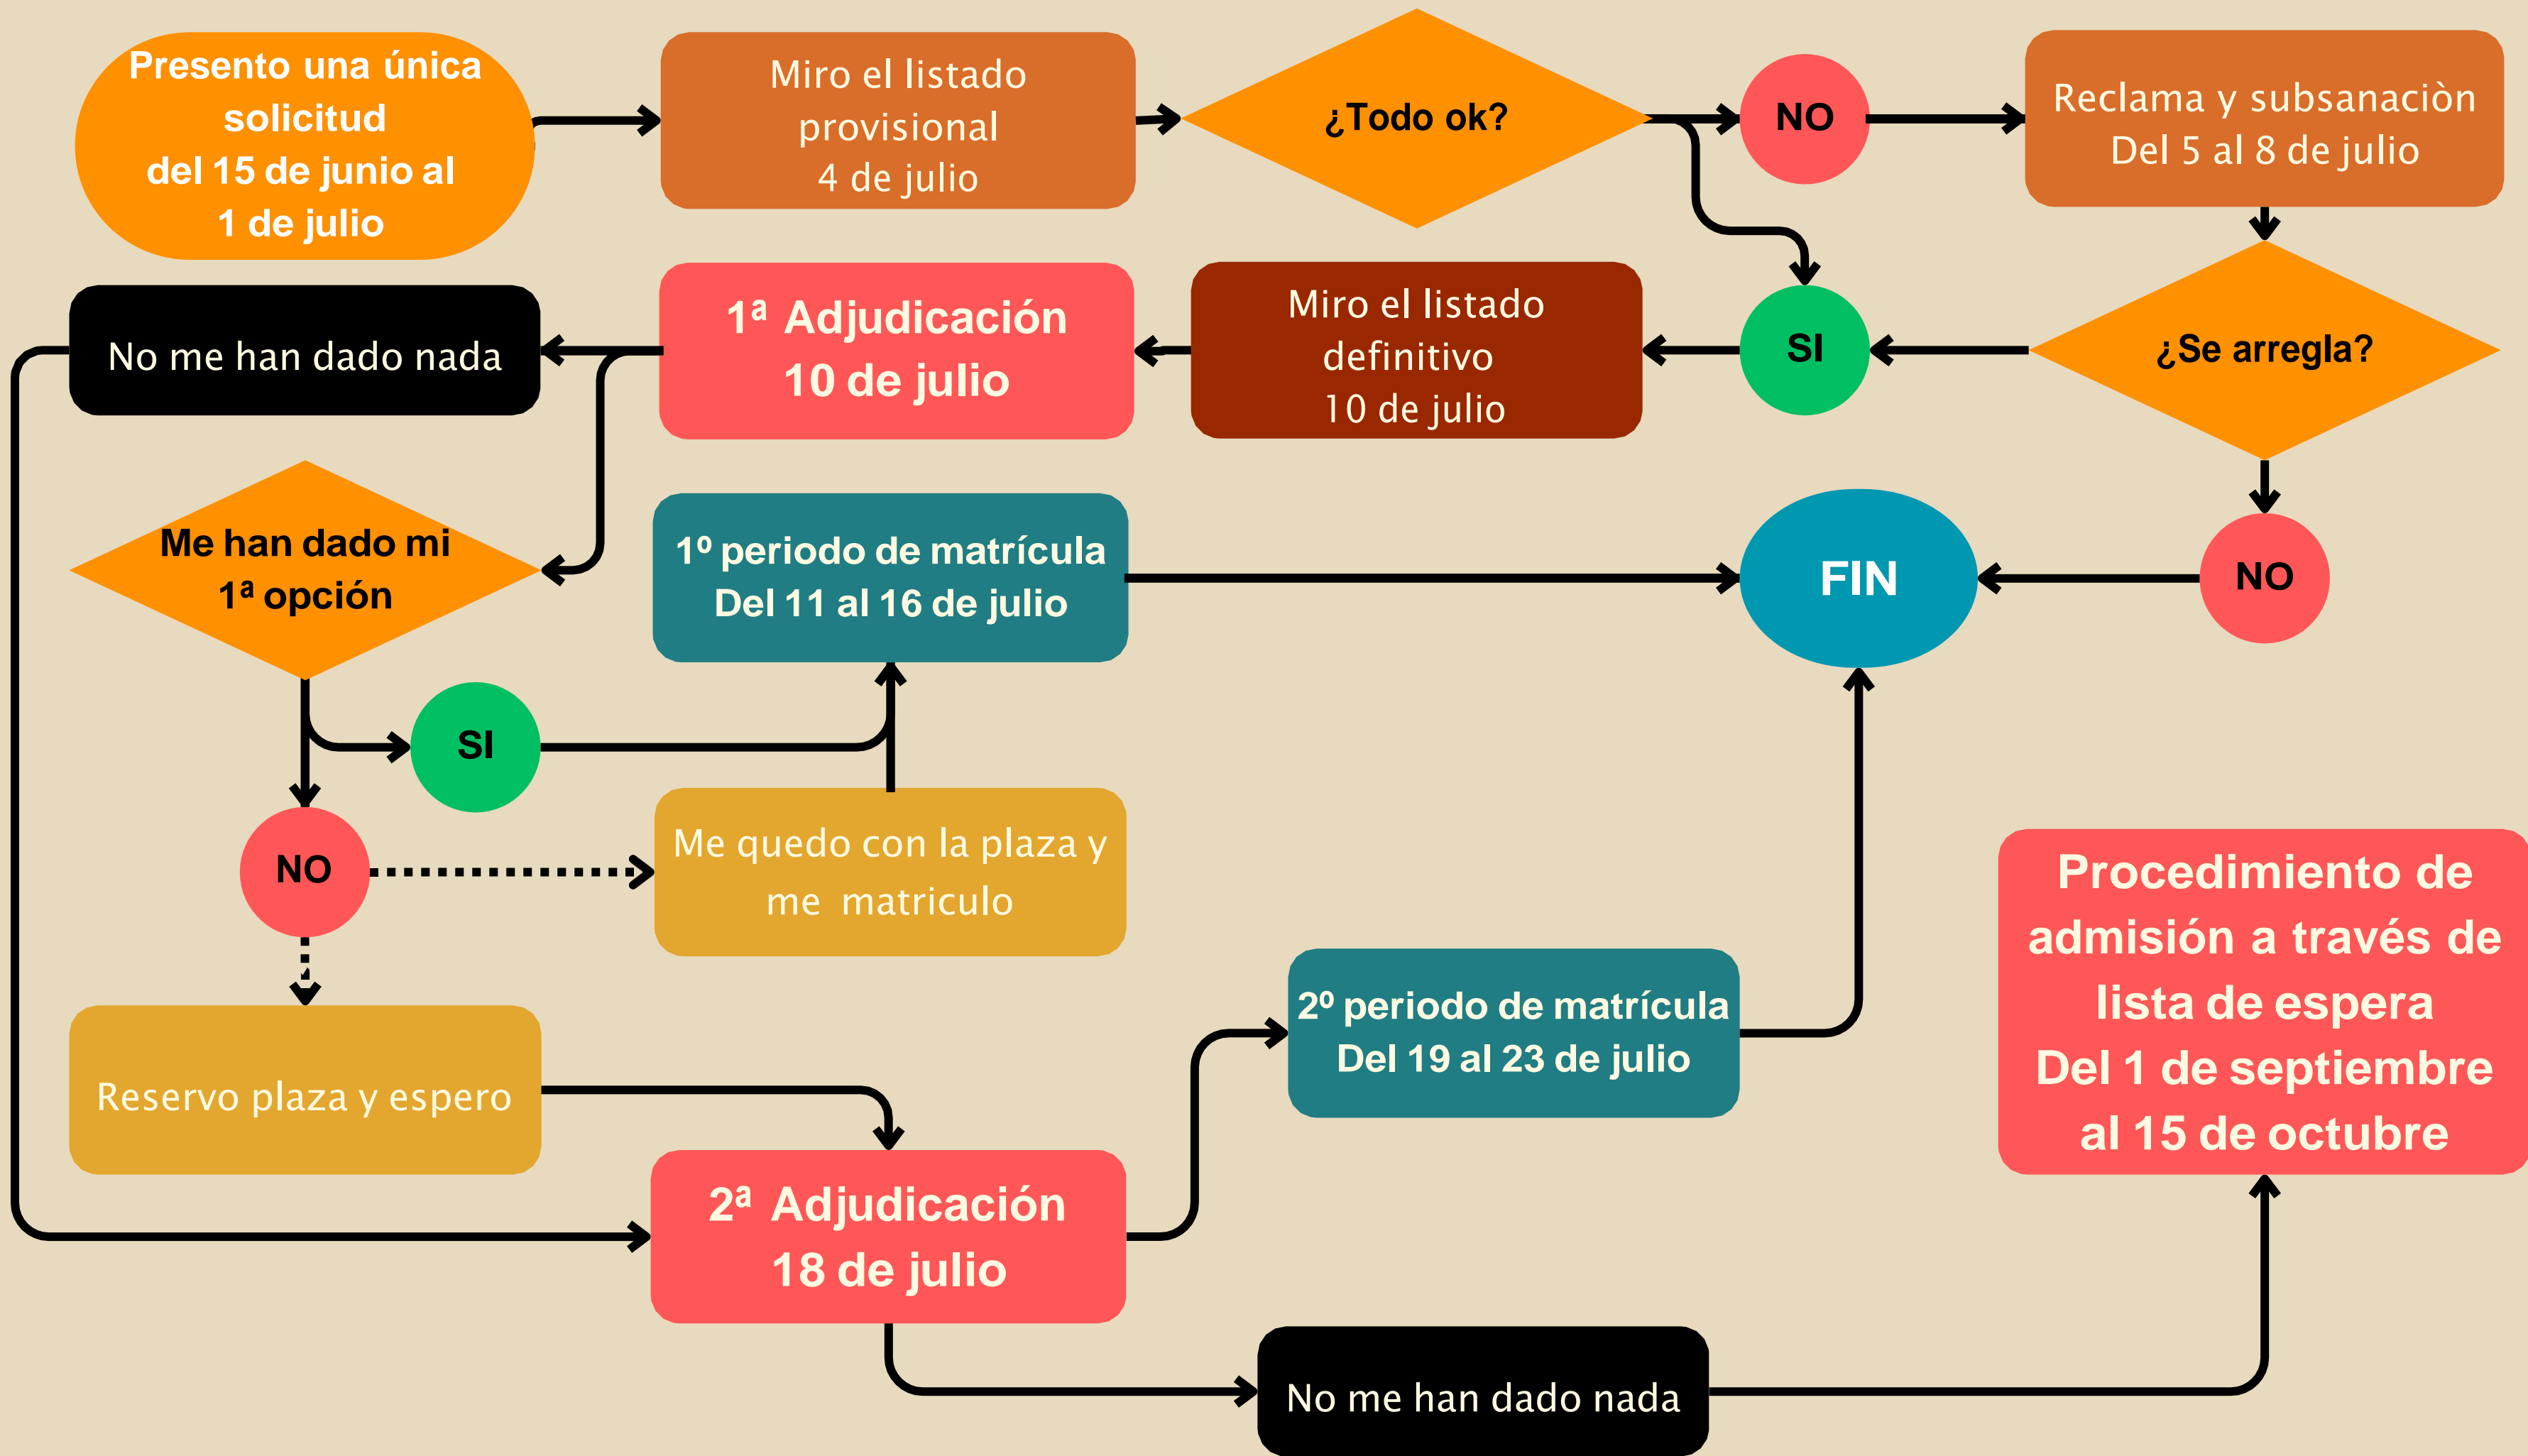 Presento una única
solicitud
del 15 de junio al
1 de julio
Miro el listado
provisional
4 de julio
¿Todo ok?
NO
Reclama y subsanaciòn
Del 5 al 8 de julio
No me han dado nada
1ª Adjudicación
10 de julio
Miro el listado
definitivo
10 de julio
SI
¿Se arregla?
Me han dado mi
1ª opción
1º periodo de matrícula
Del 11 al 16 de julio
FIN
NO
SI
NO
Me quedo con la plaza y
me matriculo
Procedimiento de
admisión a través de
lista de espera
Del 1 de septiembre
al 15 de octubre
Reservo plaza y espero
2º periodo de matrícula
Del 19 al 23 de julio
2ª Adjudicación
18 de julio
No me han dado nada